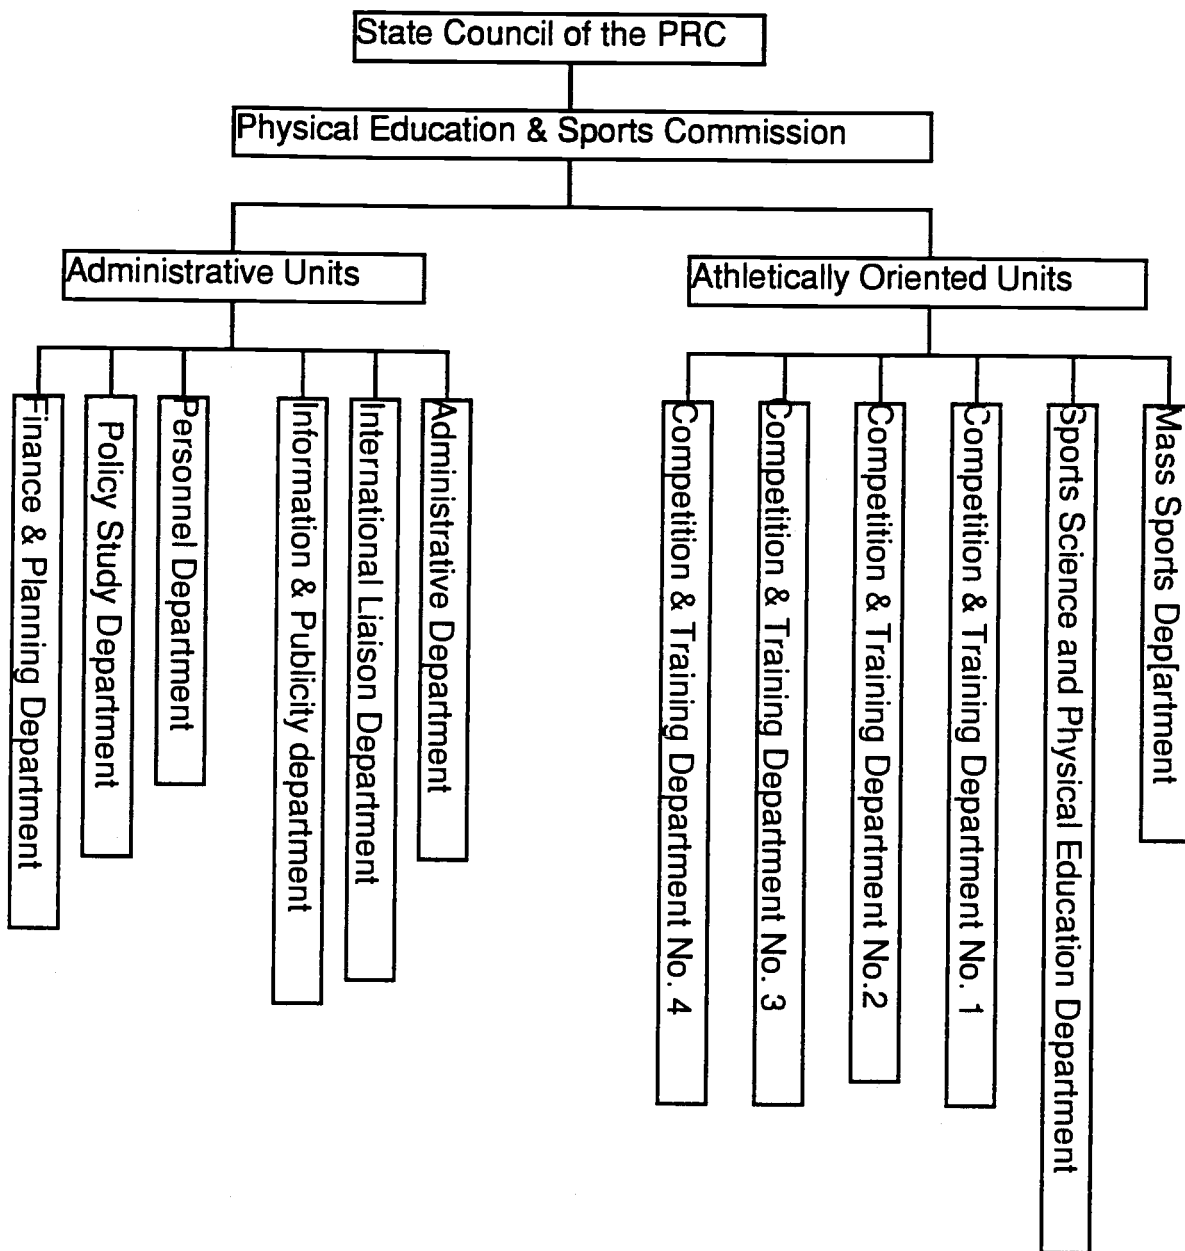 State Council of the PRC
Physical Education & Sports Commission
Administrative Units
Athletically Oriented Units
Finance & Planning Department
Policy Study Department
Personnel Department
Information & Publicity department
International Liaison Department
Administrative Department
Competition & Training Department No. 4
Competition & Training Department No. 3
Competition & Training Department No.2
Competition & Training Department No. 1
Sports Science and Physical Education Department
Mass Sports Dep[artment